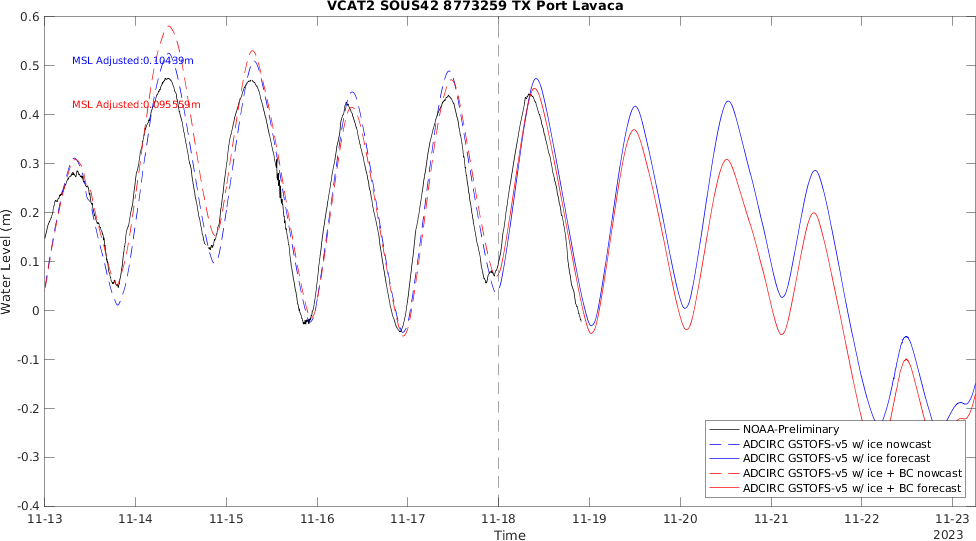 VCAT2 SOUS42 8773259 TX Port Lavaca
0.6
0.5
0.4
0.3
0.2
0.1
0
-0.1
-0.2
-0.3
-0.4
Water Level (m)
MSL Adjusted:0.10439m
MSL Adjusted:0.095559m
NOAA-Preliminary
ADCIRC GSTOFS-v5 w/ ice nowcast
ADCIRC GSTOFS-v5 w/ ice forecast
ADCIRC GSTOFS-v5 w/ ice + BC nowcast
ADCIRC GSTOFS-v5 w/ ice + BC forecast
11-13 11-14 11-15 11-16 11-17 11-18 11-19 11-20 11-21 11-22 11-23
Time 2023